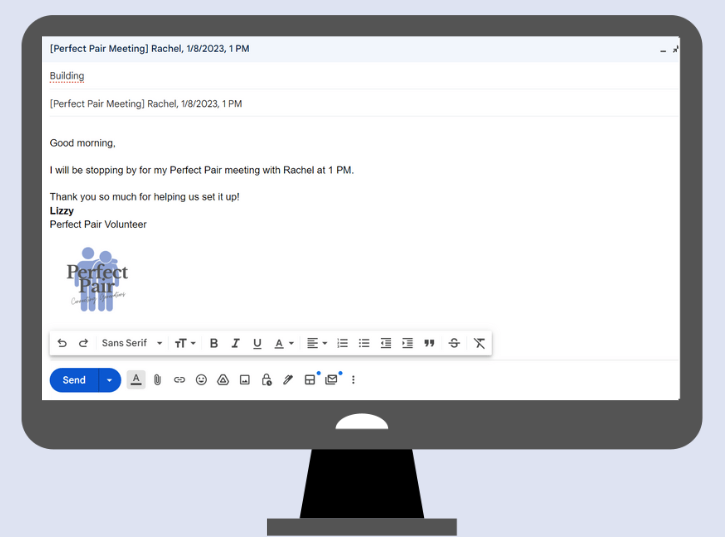 [Perfect Pair Meeting] Rachel, 1/8/2023, 1 PM
Building
[Perfect Pair Meeting] Rachel, 1/8/2023, 1 PM
Good morning,
I will be stopping by for my Perfect Pair meeting with Rachel at 1 PM.
Thank you so much for helping us set it up!
Lizzy
Perfect Pair Volunteer
Perfect
Pair
Connecting Generations
Sans Serif
Send